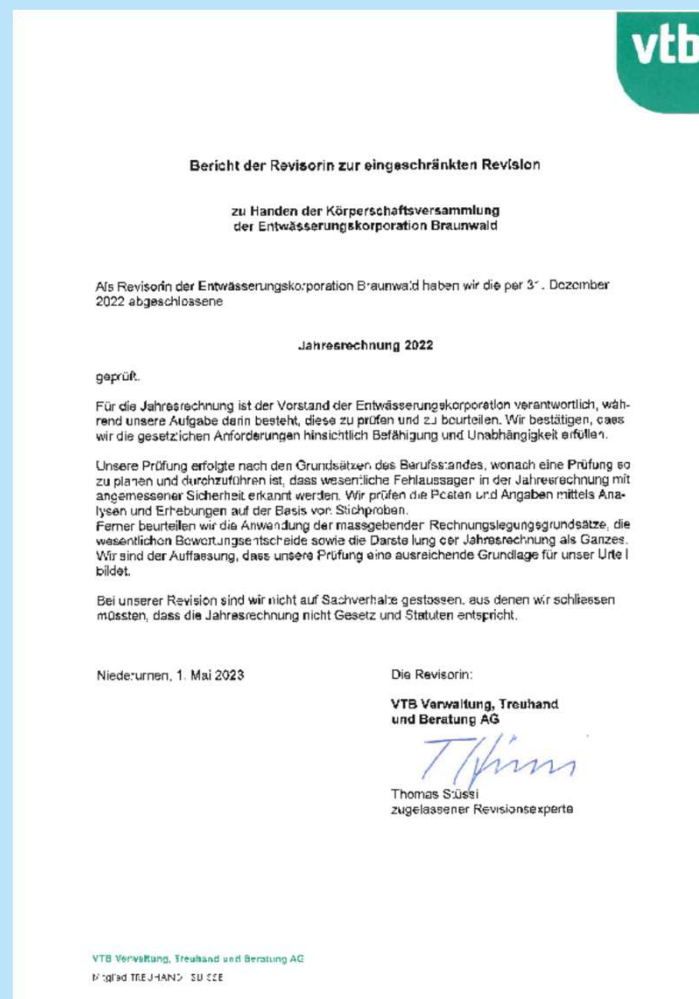 vtb
Bericht der Revisorin zur eingeschränkten Revision
zu Handen der Körperschaftsversammlung
der Entwässerungskorporation Braunwald
Als Revisorin der Entwässerungskorporation Braunwald haben wir die per 31. Dezember
2022 abgeschlossene
Jahresrechnung 2022
geprüft.
Für die Jahresrechnung ist der Vorstand der Entwässerungskorporation verantwortlich, wäh-
rend unsere Aufgabe darin besteht, diese zu prüfen und zu beurteilen. Wir bestätigen, dass
wir die gesetzlichen Anforderungen hinsichtlich Befähigung und Unabhängigkeit erfüllen.
Unsere Prüfung erfolgte nach den Grundsätzen des Berufsstandes, wonach eine Prüfung so
zu planen und durchzuführen ist, dass wesentliche Fehlaussagen in der Jahresrechnung mit
angemessener Sicherheit erkannt werden. Wir prüfen die Posten und Angaben mittels Ana-
lysen und Erhebungen auf der Basis von Stichproben.
Ferner beurteilen wir die Anwendung der massgebender Rechnungslegungsgrundsätze, die
wesentlichen Bewertungsentscheide sowie die Darstellung der Jahresrechnung als Ganzes.
Wir sind der Auffassung, dass unsere Prüfung eine ausreichende Grundlage für unser Urteil
bildet.
Bei unserer Revision sind wir nicht auf Sachverhalte gestossen, aus denen wir schliessen
müssten, dass die Jahresrechnung nicht Gesetz und Statuten entspricht.
Niederurnen, 1. Mai 2023
Die Revisorin:
VTB Verwaltung, Treuhand
und Beratung AG
Thomas Stüssi
zugelassener Revisionsexperte
VTB Verwaltung, Treuhand und Beratung AG
Mitglied TREUHAND SUISSE